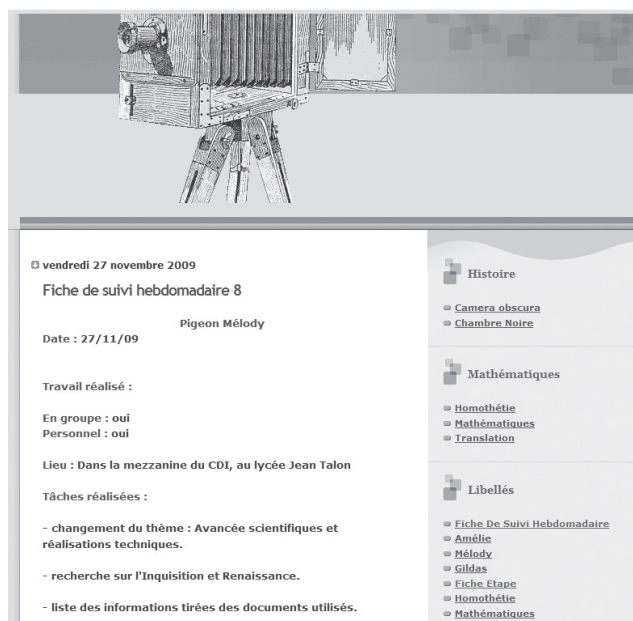 vendredi 27 novembre 2009
Fiche de suivi hebdomadaire 8
Pigeon Mélody
Date : 27/11/09
Travail réalisé :
En groupe : oui
Personnel : oui
Lieu : Dans la mezzanine du CDI, au lycée Jean Talon
Tâches réalisées :
- changement du thème : Avancée scientifiques et
réalisations techniques.
- recherche sur l'Inquisition et Renaissance.
- liste des informations tirées des documents utilisés.
Histoire
Camera obscura
Chambre Noire
Mathématiques
Homothétie
Mathématiques
Translation
Libellés
Fiche De Suivi Hebdomadaire
Amélie
Mélody
Gildas
Fiche Etape
Homothétie
Mathématiques